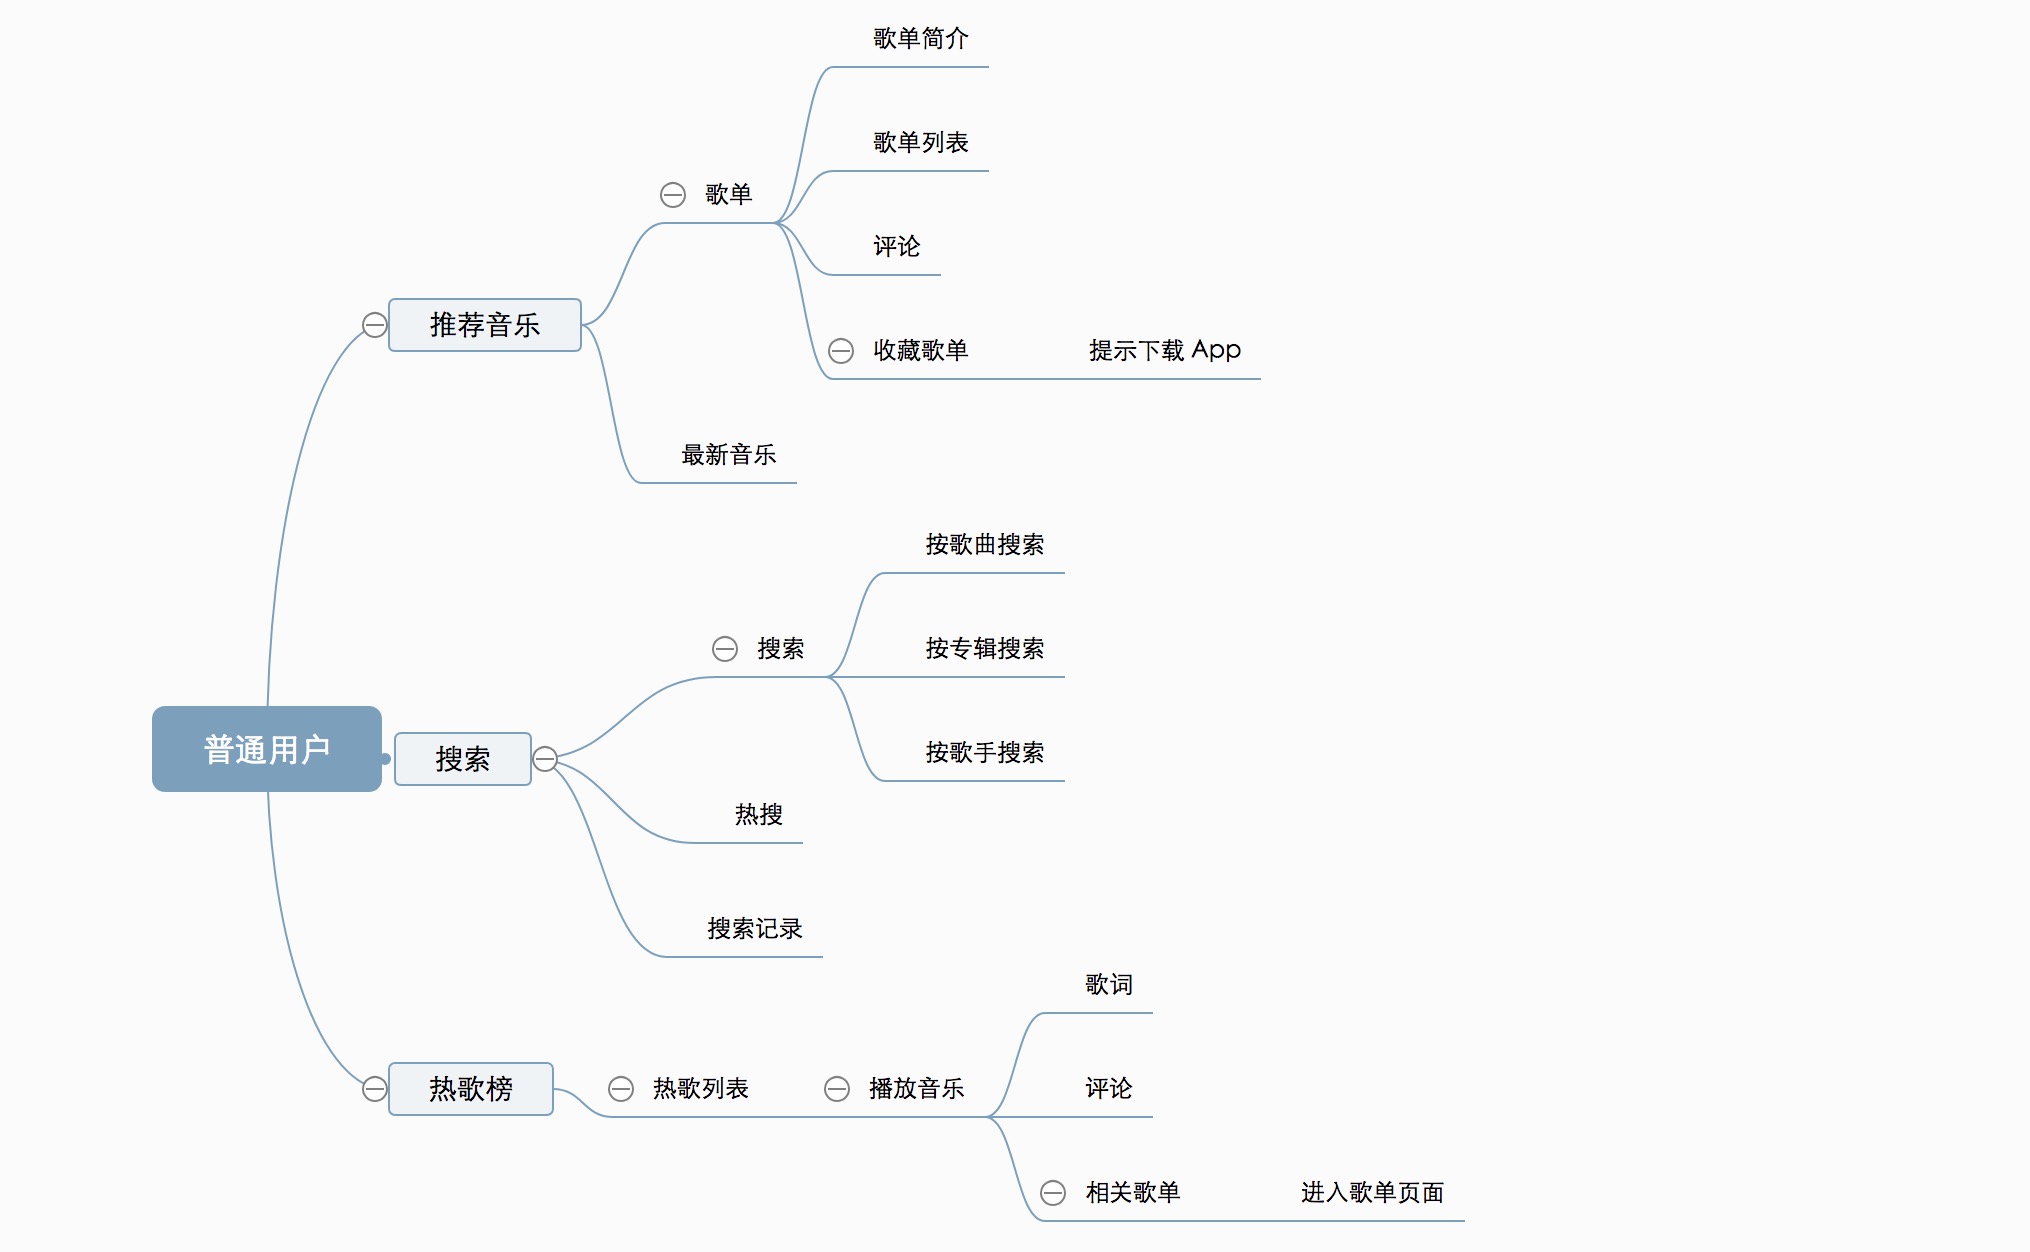 歌单简介
歌单列表
歌单
评论
推荐音乐
收藏歌单
提示下载 App
最新音乐
按歌曲搜索
搜索
按专辑搜索
按歌手搜索
普通用户
搜索
热搜
搜索记录
歌词
热歌榜
热歌列表
播放音乐
评论
相关歌单
进入歌单页面